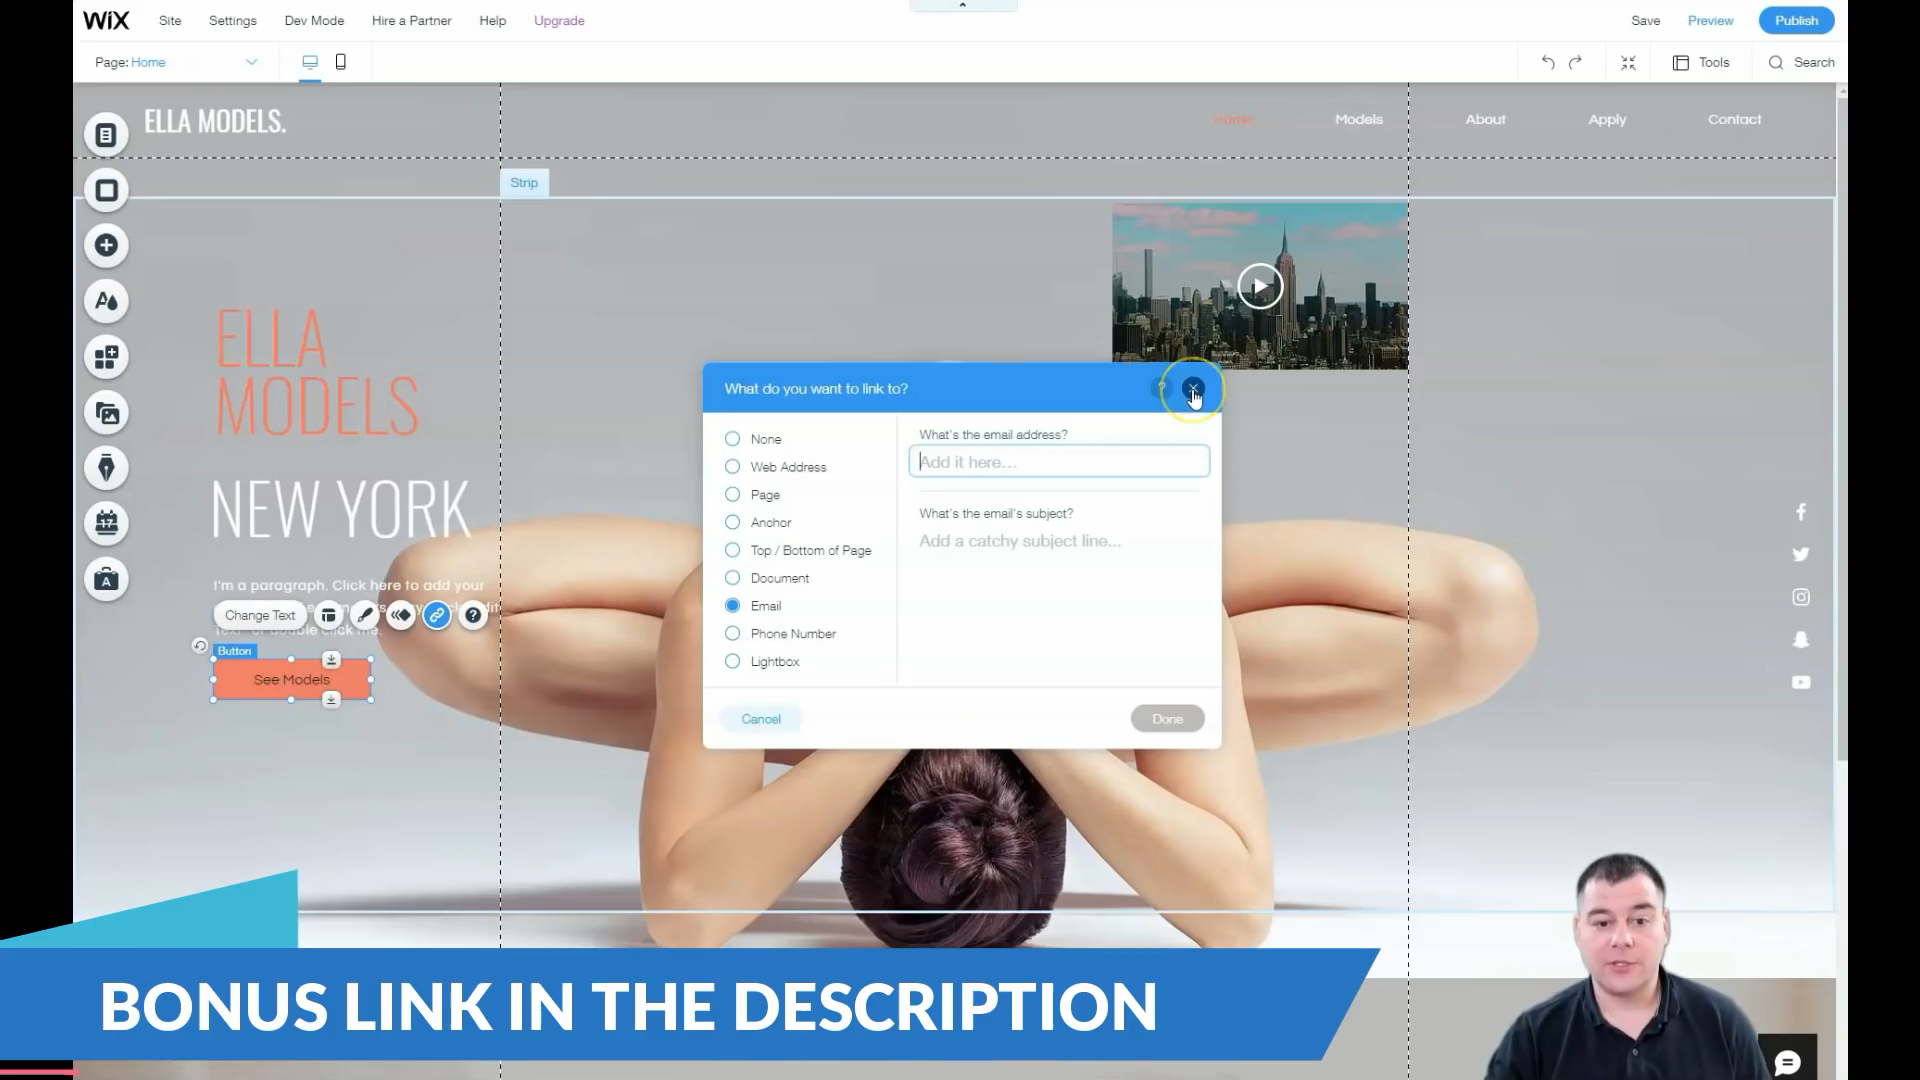 WiX Site Settings Dev Mode Hire a Partner Help Upgrade Save Preview Publish
Page: Home Tools Search
ELLA MODELS. Home Models About Apply Contact
Strip
ELLA
MODELS
NEW YORK
I'm a paragraph. Click here to add your
edit
double click me.
Change Text
Button
See Models
What do you want to link to?
None
Web Address
Page
Anchor
Top / Bottom of Page
Document
Email
Phone Number
Lightbox
What's the email address?
Add it here...
What's the email's subject?
Add a catchy subject line...
Cancel Done
BONUS LINK IN THE DESCRIPTION